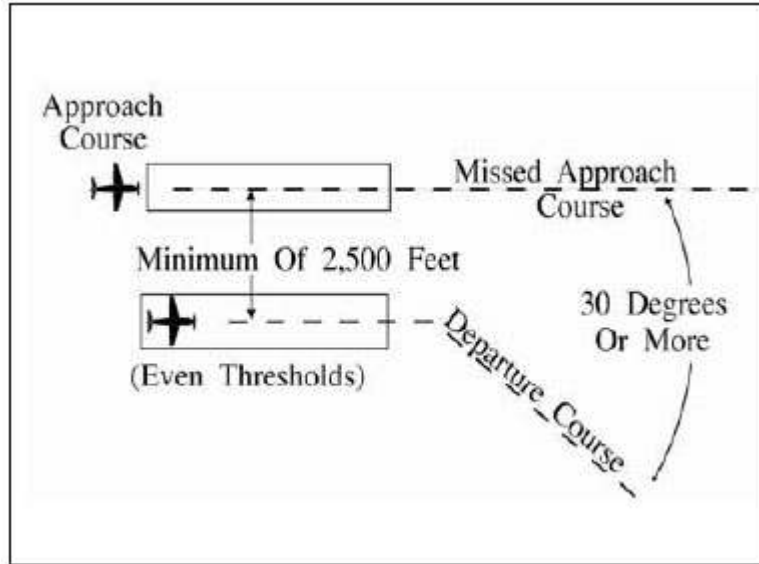 Approach
Course
Missed Approach
Course
Minimum Of 2,500 Feet
30 Degrees
Or More
Departure Course
(Even Thresholds)